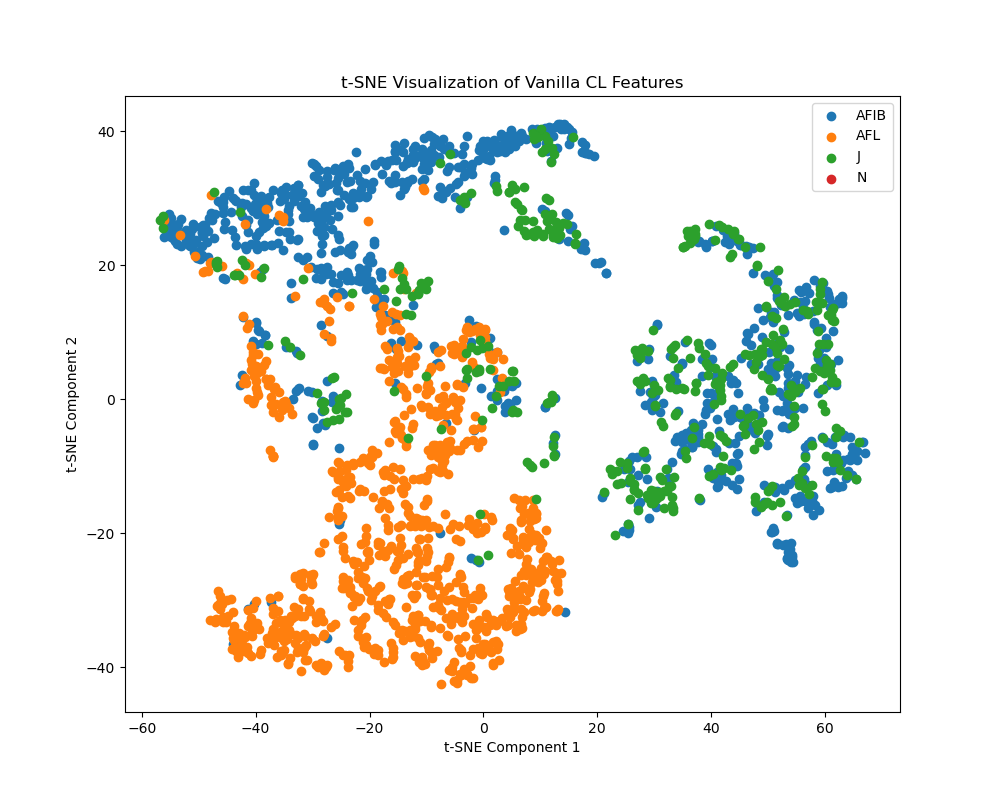 t-SNE Visualization of Vanilla CL Features
AFIB
AFL
J
N
40
20
0
−20
−40
t-SNE Component 2
−60
−40
−20
0
20
40
60
t-SNE Component 1